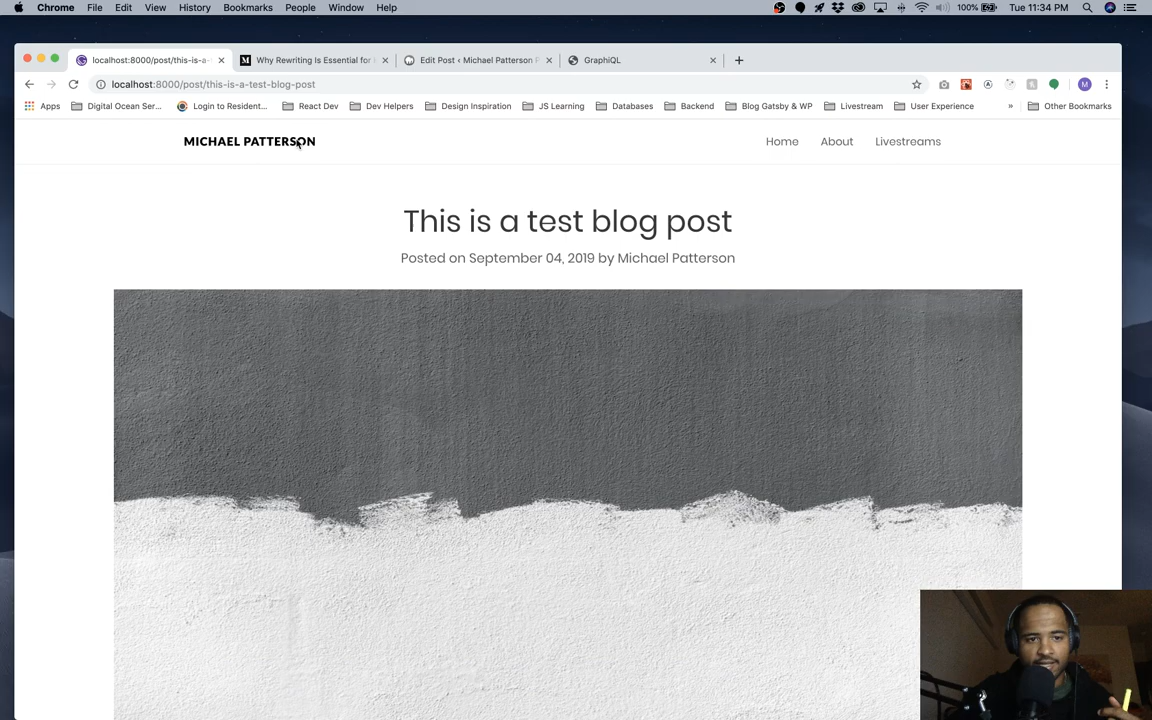 Chrome File Edit View History Bookmarks People Window Help 100% Tue 11:34 PM
localhost:8000/post/this-is-a- Why Rewriting Is Essential for Edit Post ‹ Michael Patterson GraphiQL
localhost:8000/post/this-is-a-test-blog-post
Apps Digital Ocean Ser... Login to Resident... React Dev Dev Helpers Design Inspiration JS Learning Databases Backend Blog Gatsby & WP Livestream User Experience » Other Bookmarks
MICHAEL PATTERSON Home About Livestreams
This is a test blog post
Posted on September 04, 2019 by Michael Patterson